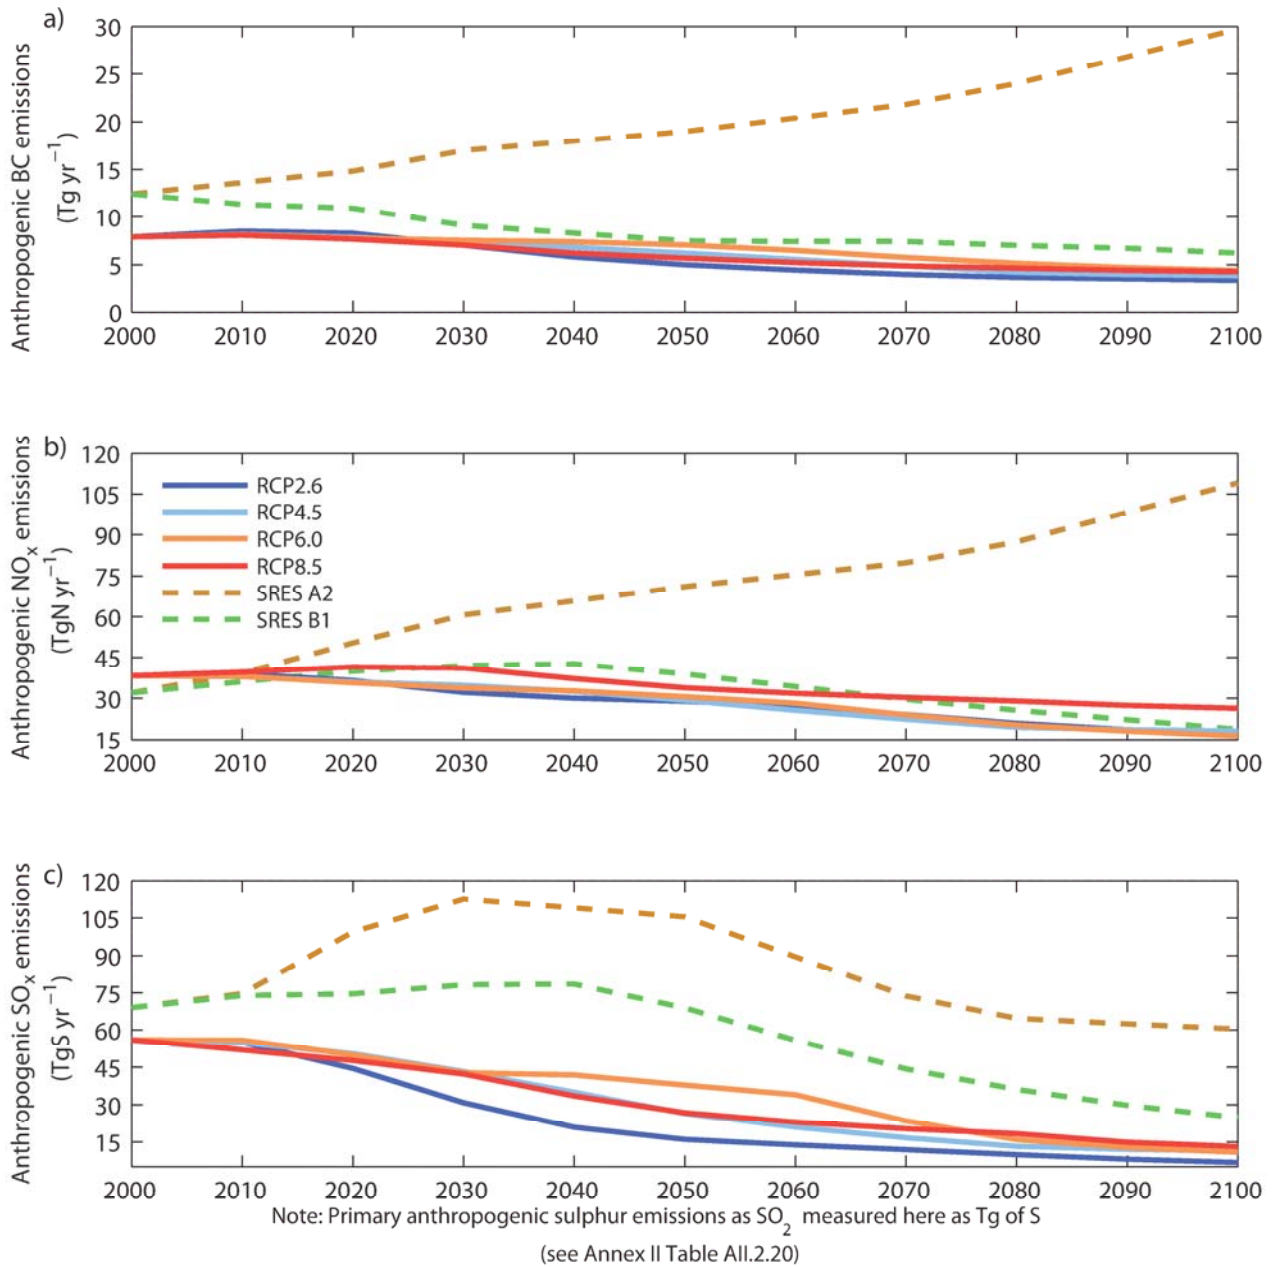 a)
Anthropogenic BC emissions
(Tg yr−1)
30
25
20
15
10
5
0
2000 2010 2020 2030 2040 2050 2060 2070 2080 2090 2100
b)
Anthropogenic NOx emissions
(TgN yr−1)
120
105
90
75
60
45
30
15
RCP2.6
RCP4.5
RCP6.0
RCP8.5
SRES A2
SRES B1
2000 2010 2020 2030 2040 2050 2060 2070 2080 2090 2100
c)
Anthropogenic SOx emissions
(TgS yr−1)
120
105
90
75
60
45
30
15
2000 2010 2020 2030 2040 2050 2060 2070 2080 2090 2100
Note: Primary anthropogenic sulphur emissions as SO2 measured here as Tg of S
(see Annex II Table AII.2.20)